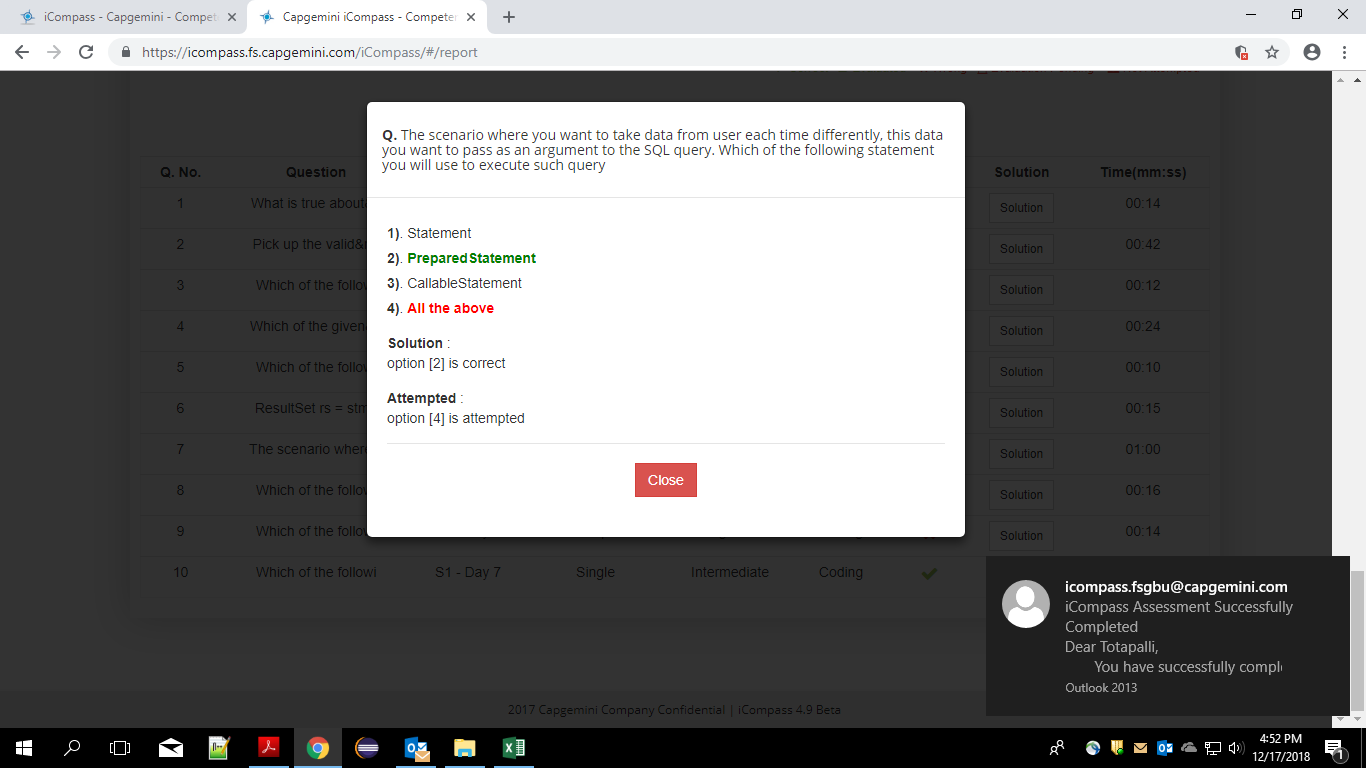 iCompass - Capgemini - Compet
Capgemini iCompass - Competen
https://icompass.fs.capgemini.com/iCompass/#/report
Q. The scenario where you want to take data from user each time differently, this data
you want to pass as an argument to the SQL query. Which of the following statement
you will use to execute such query
Q. No. Question Solution Time(mm:ss)
1 What is true about Solution 00:14
2 Pick up the valid&n Solution 00:42
3 Which of the follow Solution 00:12
4 Which of the given Solution 00:24
5 Which of the follow Solution 00:10
6 ResultSet rs = stm Solution 00:15
7 The scenario wher Solution 01:00
8 Which of the follow Solution 00:16
9 Which of the follow Solution 00:14
10 Which of the followi S1 - Day 7 Single Intermediate Coding
1). Statement
2). PreparedStatement
3). CallableStatement
4). All the above
Solution :
option [2] is correct
Attempted :
option [4] is attempted
Close
icompass.fsgbu@capgemini.com
iCompass Assessment Successfully
Completed
Dear Totapalli,
You have successfully compl
Outlook 2013
2017 Capgemini Company Confidential | iCompass 4.9 Beta
4:52 PM
12/17/2018
1